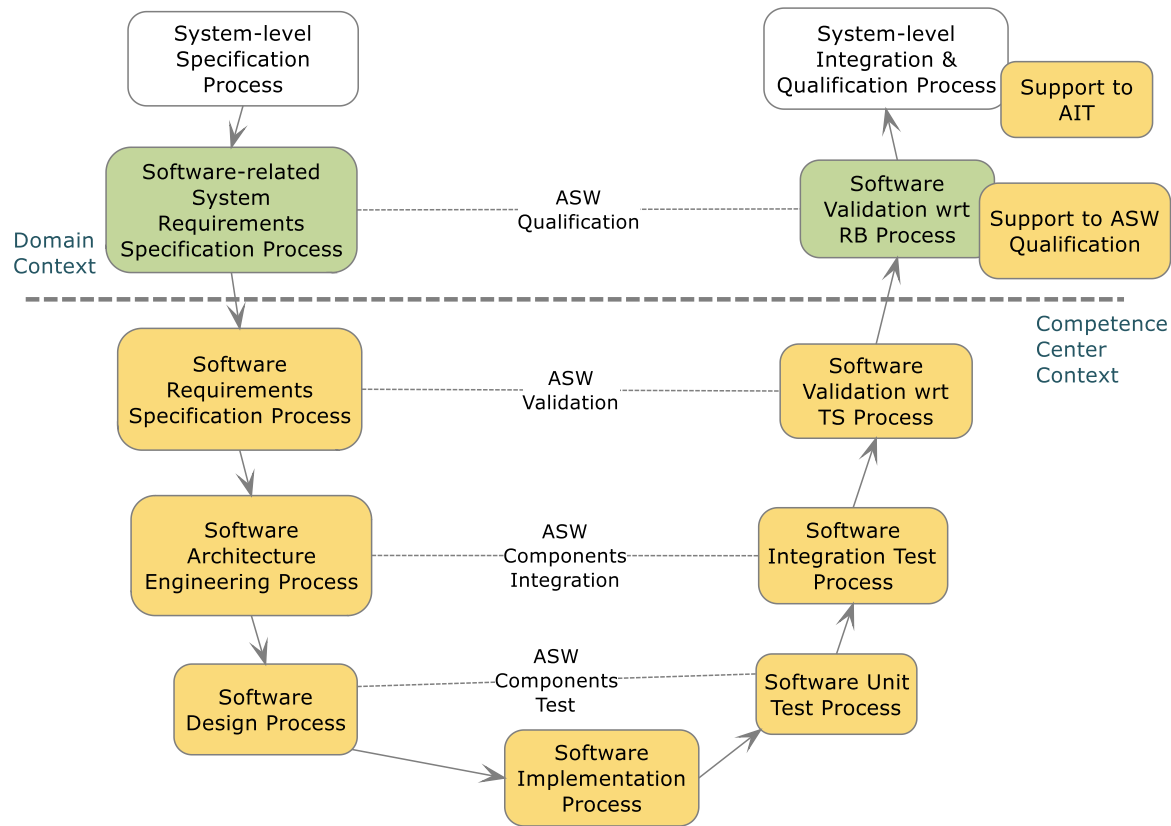 System-level
Specification
Process
System-level
Integration &
Qualification Process
Support to
AIT
Software-related
System
Requirements
Specification Process
ASW
Qualification
Software
Validation wrt
RB Process
Support to ASW
Qualification
Domain
Context
Competence
Center
Context
Software
Requirements
Specification Process
ASW
Validation
Software
Validation wrt
TS Process
Software
Architecture
Engineering Process
ASW
Components
Integration
Software
Integration Test
Process
Software
Design Process
ASW
Components
Test
Software Unit
Test Process
Software
Implementation
Process